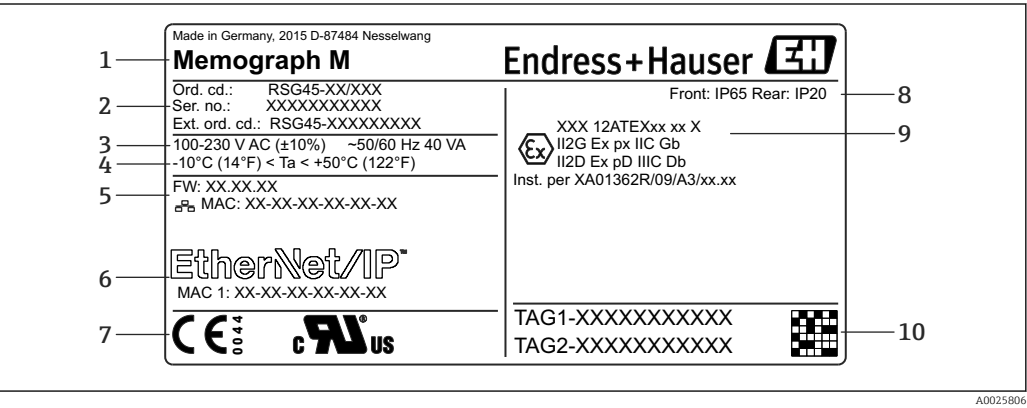 Made in Germany, 2015 D-87484 Nesselwang
1
Memograph M
Endress+Hauser EH
Ord. cd.: RSG45-XX/XXX
2
Ser. no.: XXXXXXXXXXX
Ext. ord. cd.: RSG45-XXXXXXXXX
Front: IP65 Rear: IP20
8
3
100-230 V AC (±10%) ~50/60 Hz 40 VA
4
-10°C (14°F) < Ta < +50°C (122°F)
XXX 12ATEXxx xx X
9
Ex
II2G Ex px IIC Gb
II2D Ex pD IIIC Db
Inst. per XA01362R/09/A3/xx.xx
5
FW: XX.XX.XX
MAC: XX-XX-XX-XX-XX-XX
6
EtherNet/IP™
MAC 1: XX-XX-XX-XX-XX-XX
7
CE 0044
c RU® US
TAG1-XXXXXXXXXXX
TAG2-XXXXXXXXXXX
10
A0025806